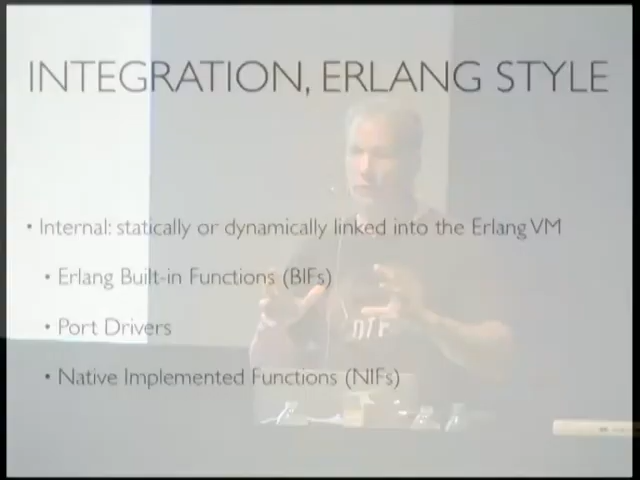 INTEGRATION, ERLANG STYLE
• Internal: statically or dynamically linked into the Erlang VM
• Erlang Built-in Functions (BIFs)
• Port Drivers
• Native Implemented Functions (NIFs)